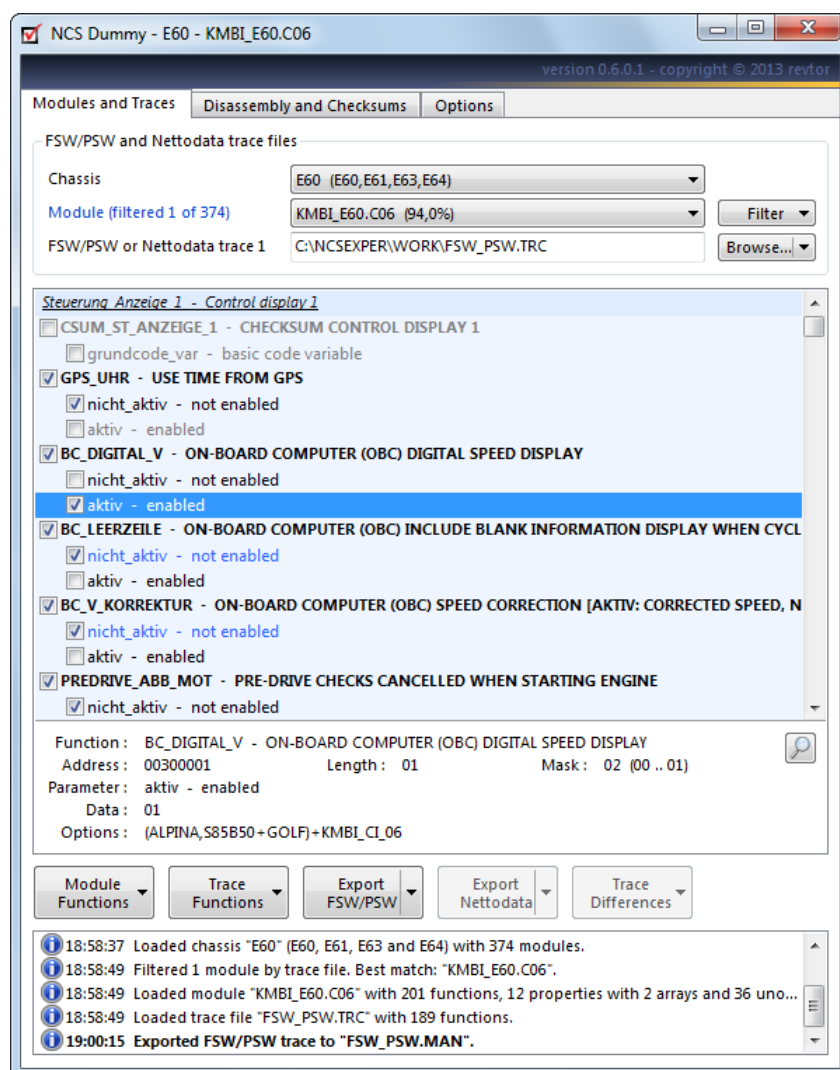 NCS Dummy - E60 - KMBI_E60.C06
version 0.6.0.1 - copyright © 2013 revtor
Modules and Traces Disassembly and Checksums Options
FSW/PSW and Nettodata trace files
Chassis E60 (E60,E61,E63,E64)
Module (filtered 1 of 374) KMBI_E60.C06 (94,0%) Filter
FSW/PSW or Nettodata trace 1 C:\NCSEXPER\WORK\FSW_PSW.TRC Browse...
Steuerung Anzeige 1 - Control display 1
CSUM_ST_ANZEIGE_1 - CHECKSUM CONTROL DISPLAY 1
grundcode_var - basic code variable
GPS_UHR - USE TIME FROM GPS
nicht_aktiv - not enabled
aktiv - enabled
BC_DIGITAL_V - ON-BOARD COMPUTER (OBC) DIGITAL SPEED DISPLAY
nicht_aktiv - not enabled
aktiv - enabled
BC_LEERZEILE - ON-BOARD COMPUTER (OBC) INCLUDE BLANK INFORMATION DISPLAY WHEN CYCL
nicht_aktiv - not enabled
aktiv - enabled
BC_V_KORREKTUR - ON-BOARD COMPUTER (OBC) SPEED CORRECTION [AKTIV: CORRECTED SPEED, N
nicht_aktiv - not enabled
aktiv - enabled
PREDRIVE_ABB_MOT - PRE-DRIVE CHECKS CANCELLED WHEN STARTING ENGINE
nicht_aktiv - not enabled
Function : BC_DIGITAL_V - ON-BOARD COMPUTER (OBC) DIGITAL SPEED DISPLAY
Address : 00300001 Length : 01 Mask : 02 (00 .. 01)
Parameter : aktiv - enabled
Data : 01
Options : (ALPINA,S85B50+GOLF)+KMBI_CI_06
Module Trace Export Export Trace
Functions Functions FSW/PSW Nettodata Differences
18:58:37 Loaded chassis "E60" (E60, E61, E63 and E64) with 374 modules.
18:58:49 Filtered 1 module by trace file. Best match: "KMBI_E60.C06".
18:58:49 Loaded module "KMBI_E60.C06" with 201 functions, 12 properties with 2 arrays and 36 uno...
18:58:49 Loaded trace file "FSW_PSW.TRC" with 189 functions.
19:00:15 Exported FSW/PSW trace to "FSW_PSW.MAN".